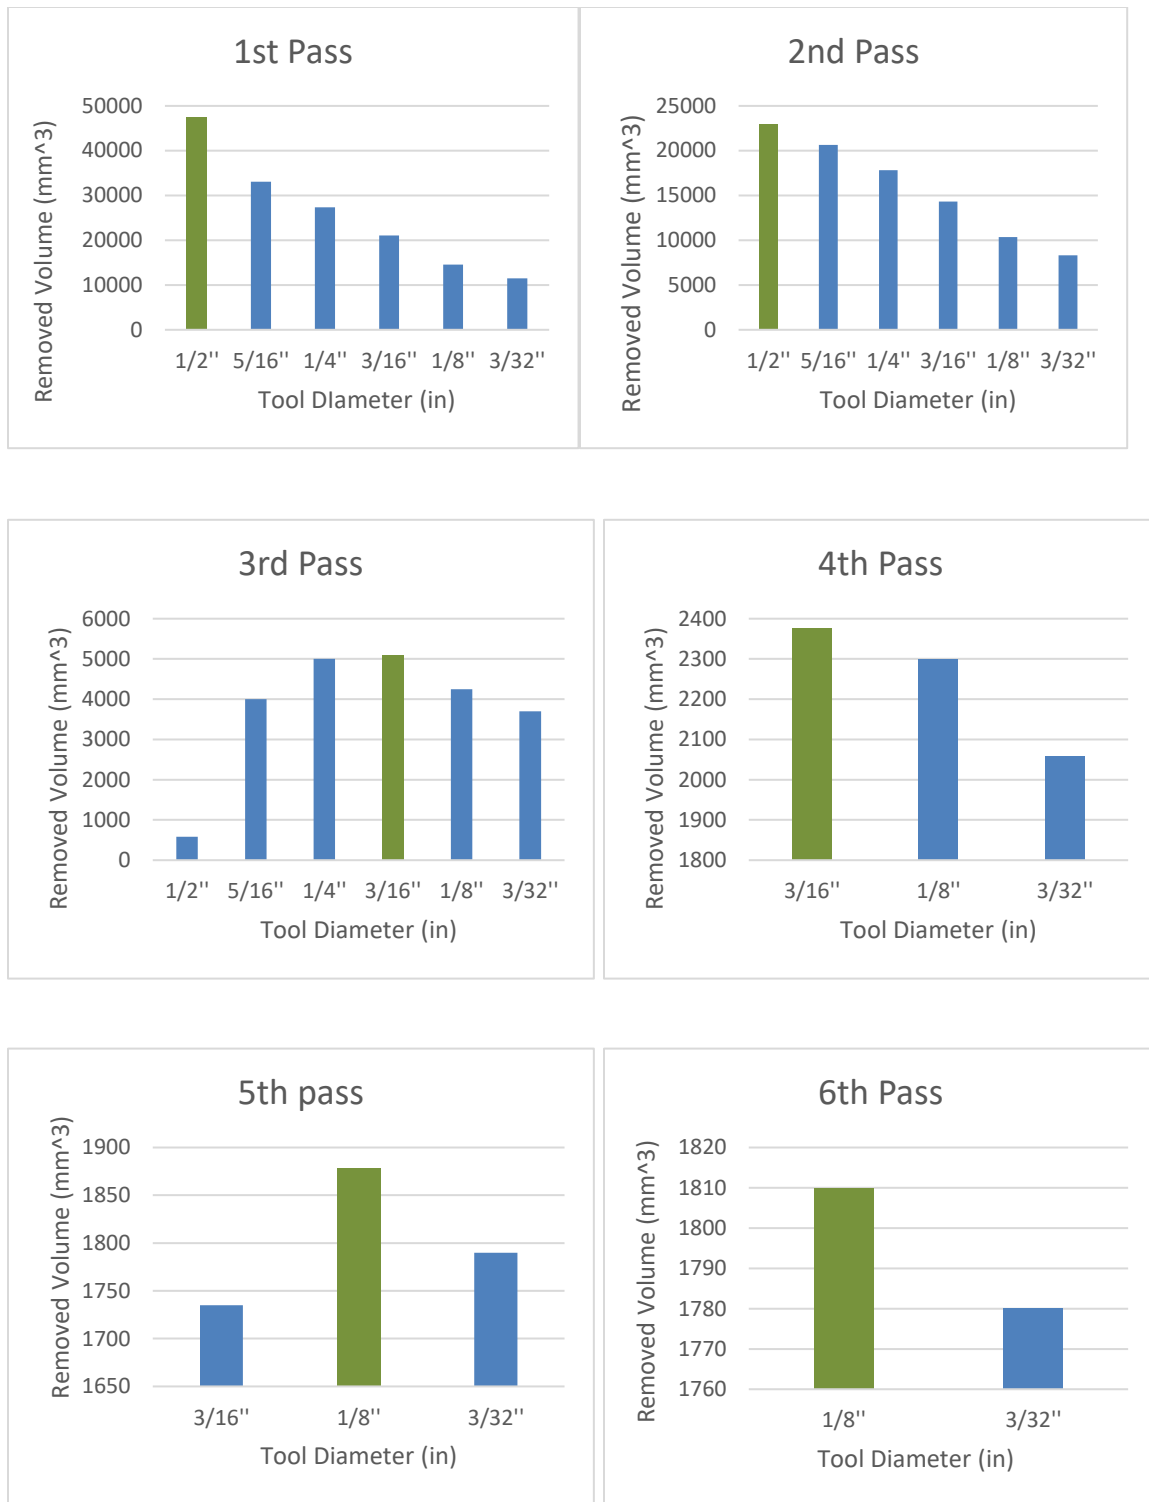 1st Pass
Removed Volume (mm^3)
50000
40000
30000
20000
10000
0
1/2'' 5/16'' 1/4'' 3/16'' 1/8'' 3/32''
Tool DIameter (in)
2nd Pass
Removed Volume (mm^3)
25000
20000
15000
10000
5000
0
1/2'' 5/16'' 1/4'' 3/16'' 1/8'' 3/32''
Tool Diameter (in)
3rd Pass
Removed Volume (mm^3)
6000
5000
4000
3000
2000
1000
0
1/2'' 5/16'' 1/4'' 3/16'' 1/8'' 3/32''
Tool Diameter (in)
4th Pass
Removed Volume (mm^3)
2400
2300
2200
2100
2000
1900
1800
3/16'' 1/8'' 3/32''
Tool Diameter (in)
5th pass
Removed Volume (mm^3)
1900
1850
1800
1750
1700
1650
3/16'' 1/8'' 3/32''
Tool Diameter (in)
6th Pass
Removed Volume (mm^3)
1820
1810
1800
1790
1780
1770
1760
1/8'' 3/32''
Tool Diameter (in)